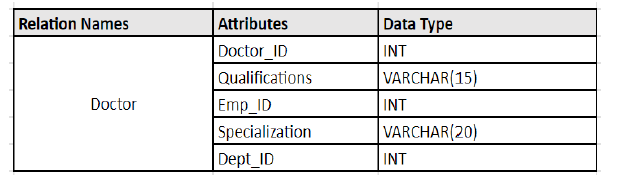 Relation Names Attributes Data Type
Doctor_ID INT
Qualifications VARCHAR(15)
Doctor Emp_ID INT
Specialization VARCHAR(20)
Dept_ID INT